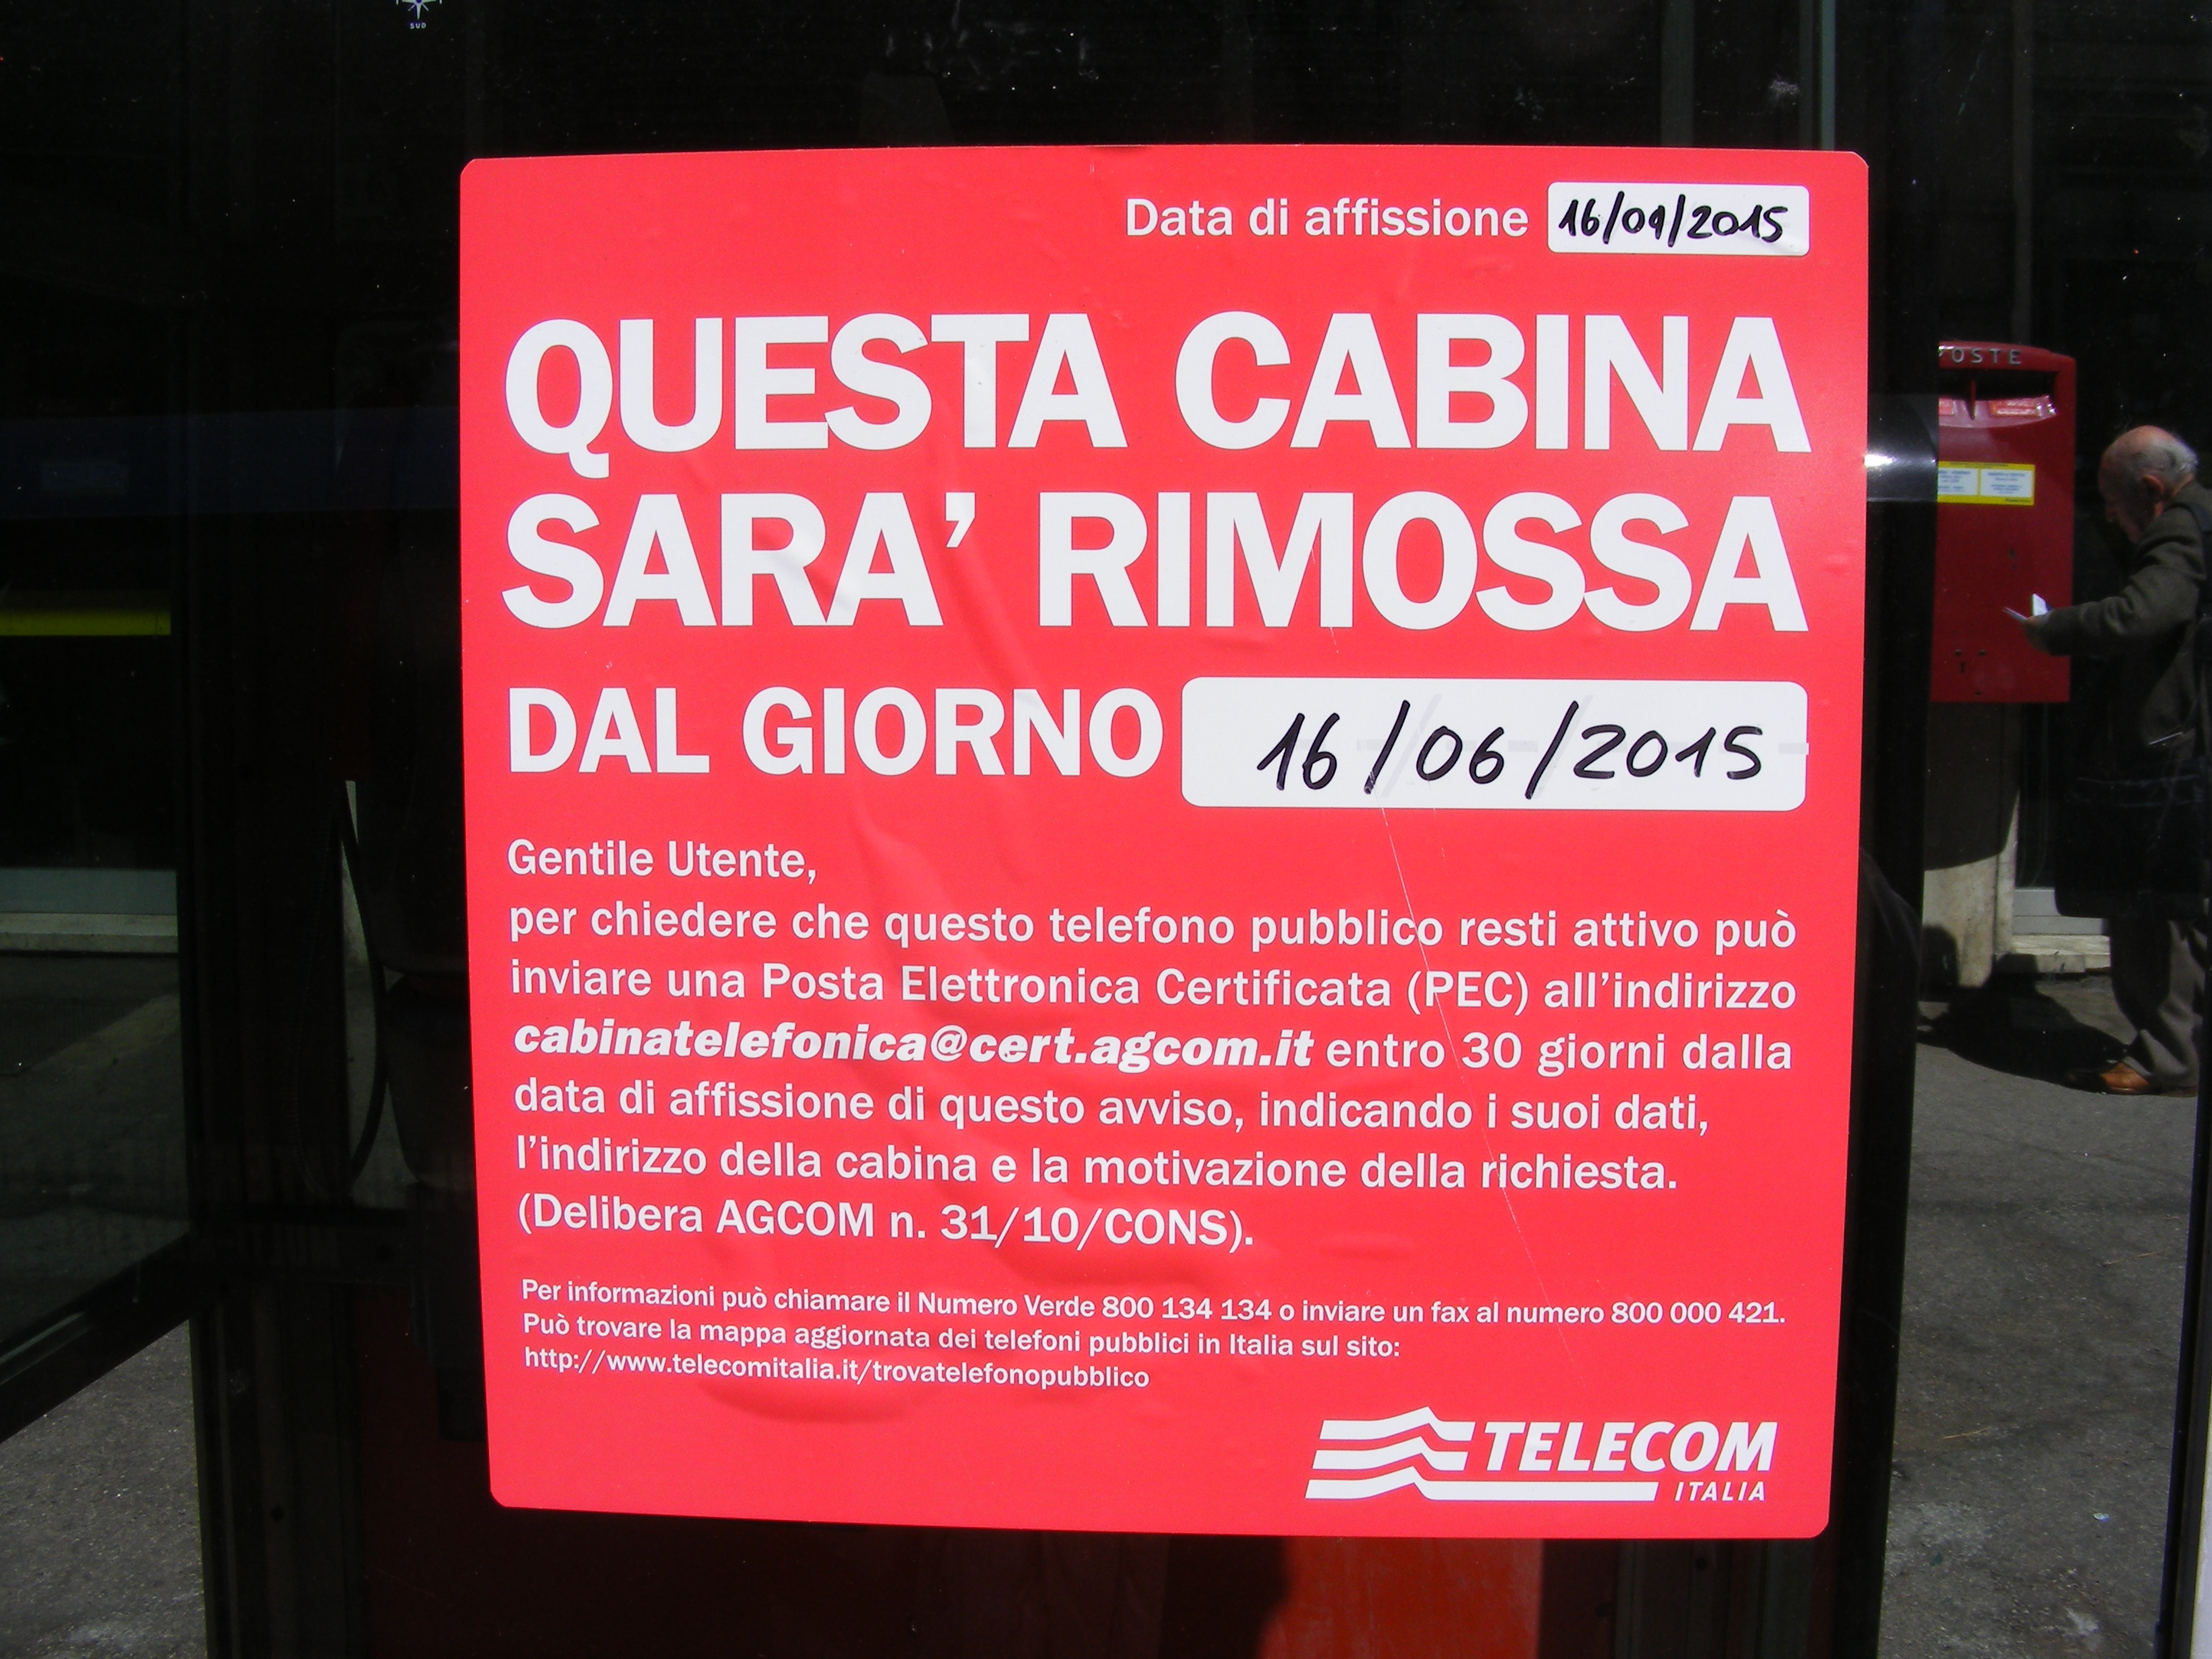 SUD
Data di affissione 16/04/2015
QUESTA CABINA
SARA' RIMOSSA
DAL GIORNO 16/06/2015
Gentile Utente,
per chiedere che questo telefono pubblico resti attivo può
inviare una Posta Elettronica Certificata (PEC) all'indirizzo
cabinatelefonica@cert.agcom.it entro 30 giorni dalla
data di affissione di questo avviso, indicando i suoi dati,
l'indirizzo della cabina e la motivazione della richiesta.
(Delibera AGCOM n. 31/10/CONS).
Per informazioni può chiamare il Numero Verde 800 134 134 o inviare un fax al numero 800 000 421.
Può trovare la mappa aggiornata dei telefoni pubblici in Italia sul sito:
http://www.telecomitalia.it/trovatelefonopubblico
TELECOM
ITALIA
POSTE